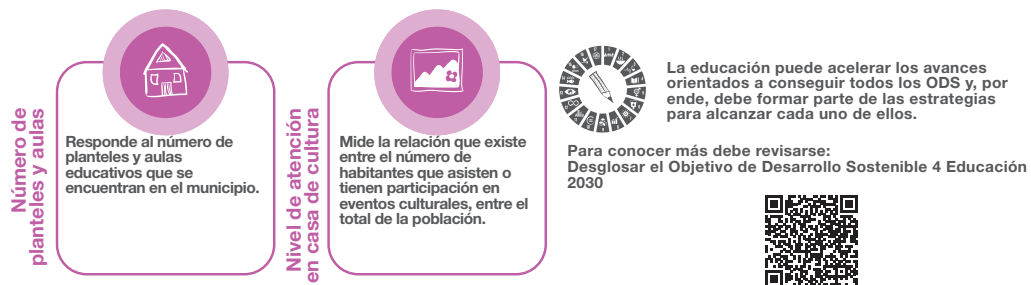 Número de
planteles y aulas
Responde al número de
planteles y aulas
educativos que se
encuentran en el municipio.
Nivel de atención
en casa de cultura
Mide la relación que existe
entre el número de
habitantes que asisten o
tienen participación en
eventos culturales, entre el
total de la población.
La educación puede acelerar los avances
orientados a conseguir todos los ODS y, por
ende, debe formar parte de las estrategias
para alcanzar cada uno de ellos.
Para conocer más debe revisarse:
Desglosar el Objetivo de Desarrollo Sostenible 4 Educación
2030